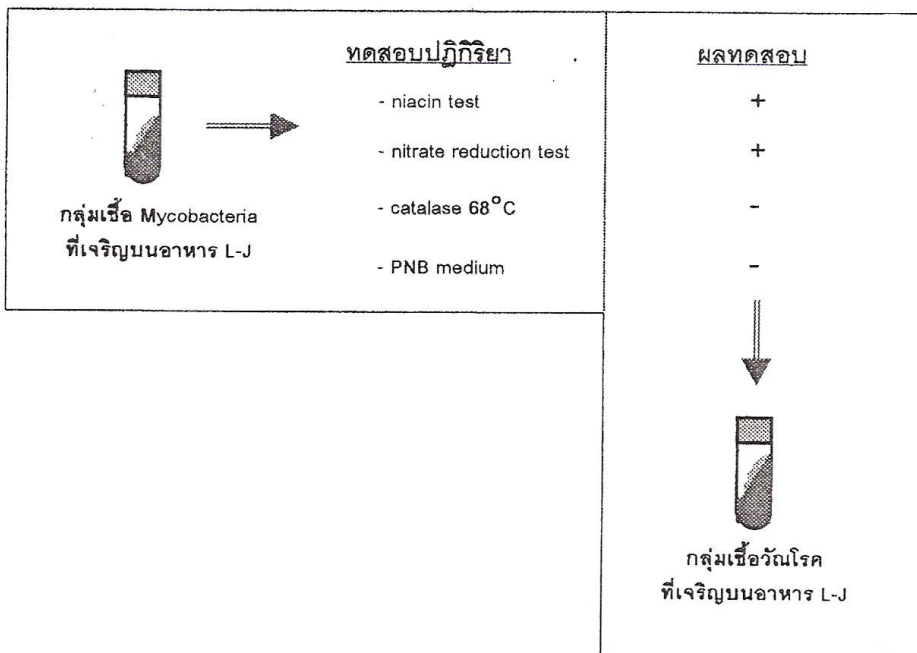 ทดสอบปฏิกิริยา
- niacin test
- nitrate reduction test
- catalase 68°C
- PNB medium
กลุ่มเชื้อ Mycobacteria
ที่เจริญบนอาหาร L-J
ผลทดสอบ
+
+
-
-
กลุ่มเชื้อวัณโรค
ที่เจริญบนอาหาร L-J